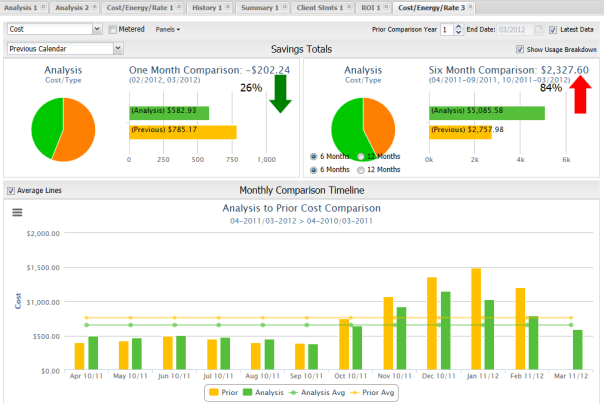 Analysis 1 × Analysis 2 × Cost/Energy/Rate 1 × History 1 × Summary 1 × Client Stmts 1 × ROI 1 × Cost/Energy/Rate 3 ×
Cost Metered Panels Prior Comparison Year 1 End Date: 03/2012 Latest Data
Previous Calendar Savings Totals Show Usage Breakdown
Analysis
Cost/Type
One Month Comparison: -$202.24
(02/2012, 03/2012)
26%
(Analysis) $582.93
(Previous) $785.17
0 250 500 750 1,000
Analysis
Cost/Type
6 Months 12 Months
6 Months 12 Months
Six Month Comparison: $2,327.60
(04/2011-09/2011, 10/2011-03/2012)
84%
(Analysis) $5,085.58
(Previous) $2,757.98
0k 2k 4k 6k
Average Lines Monthly Comparison Timeline
Analysis to Prior Cost Comparison
04-2011/03-2012 > 04-2010/03-2011
Cost
$2,000.00
$1,500.00
$1,000.00
$500.00
$0.00
Apr 10/11 May 10/11 Jun 10/11 Jul 10/11 Aug 10/11 Sep 10/11 Oct 10/11 Nov 10/11 Dec 10/11 Jan 11/12 Feb 11/12 Mar 11/12
Prior Analysis Analysis Avg Prior Avg